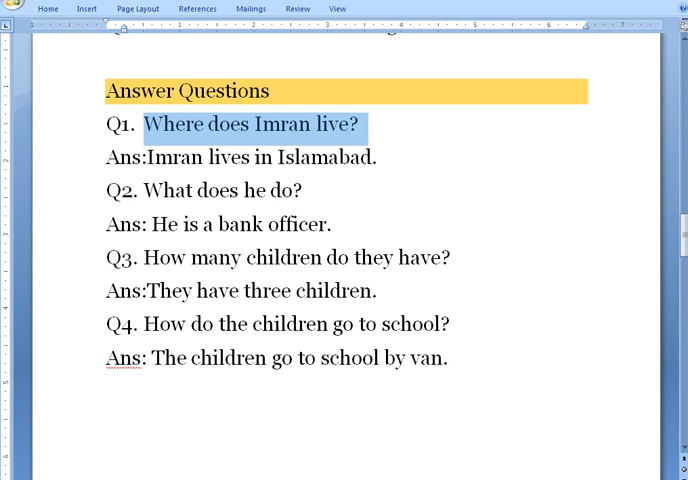 Home Insert Page Layout References Mailings Review View
Answer Questions
Q1. Where does Imran live?
Ans:Imran lives in Islamabad.
Q2. What does he do?
Ans: He is a bank officer.
Q3. How many children do they have?
Ans:They have three children.
Q4. How do the children go to school?
Ans: The children go to school by van.